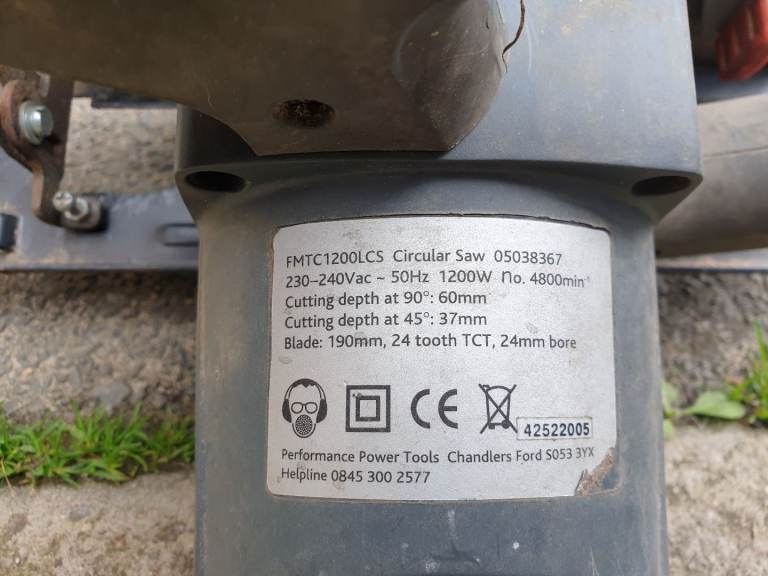 FMTC1200LCS Circular Saw 05038367
230–240Vac ~ 50Hz 1200W no. 4800min⁻
Cutting depth at 90°: 60mm
Cutting depth at 45°: 37mm
Blade: 190mm, 24 tooth TCT, 24mm bore
CE
42522005
Performance Power Tools Chandlers Ford S053 3YX
Helpline 0845 300 2577